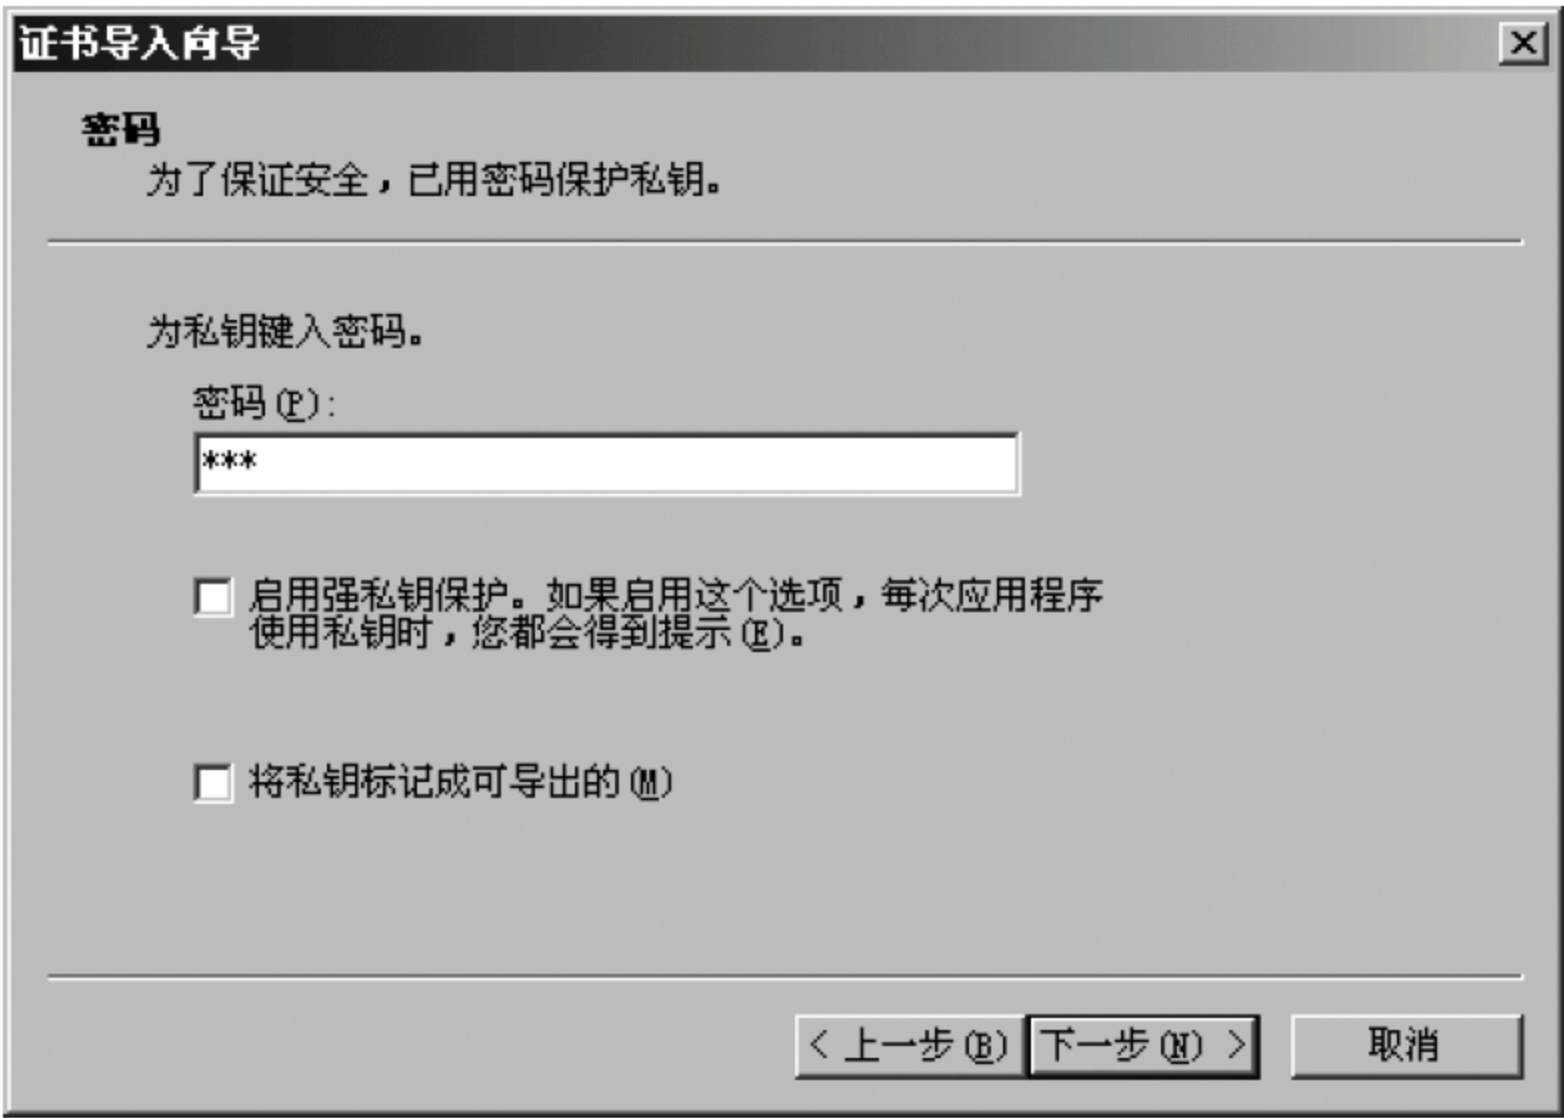 证书导入向导
密码
为了保证安全，已用密码保护私钥。
为私钥键入密码。
密码(P):
***
启用强私钥保护。如果启用这个选项，每次应用程序
使用私钥时，您都会得到提示(E)。
将私钥标记成可导出的(M)
< 上一步(B) 下一步(N) > 取消